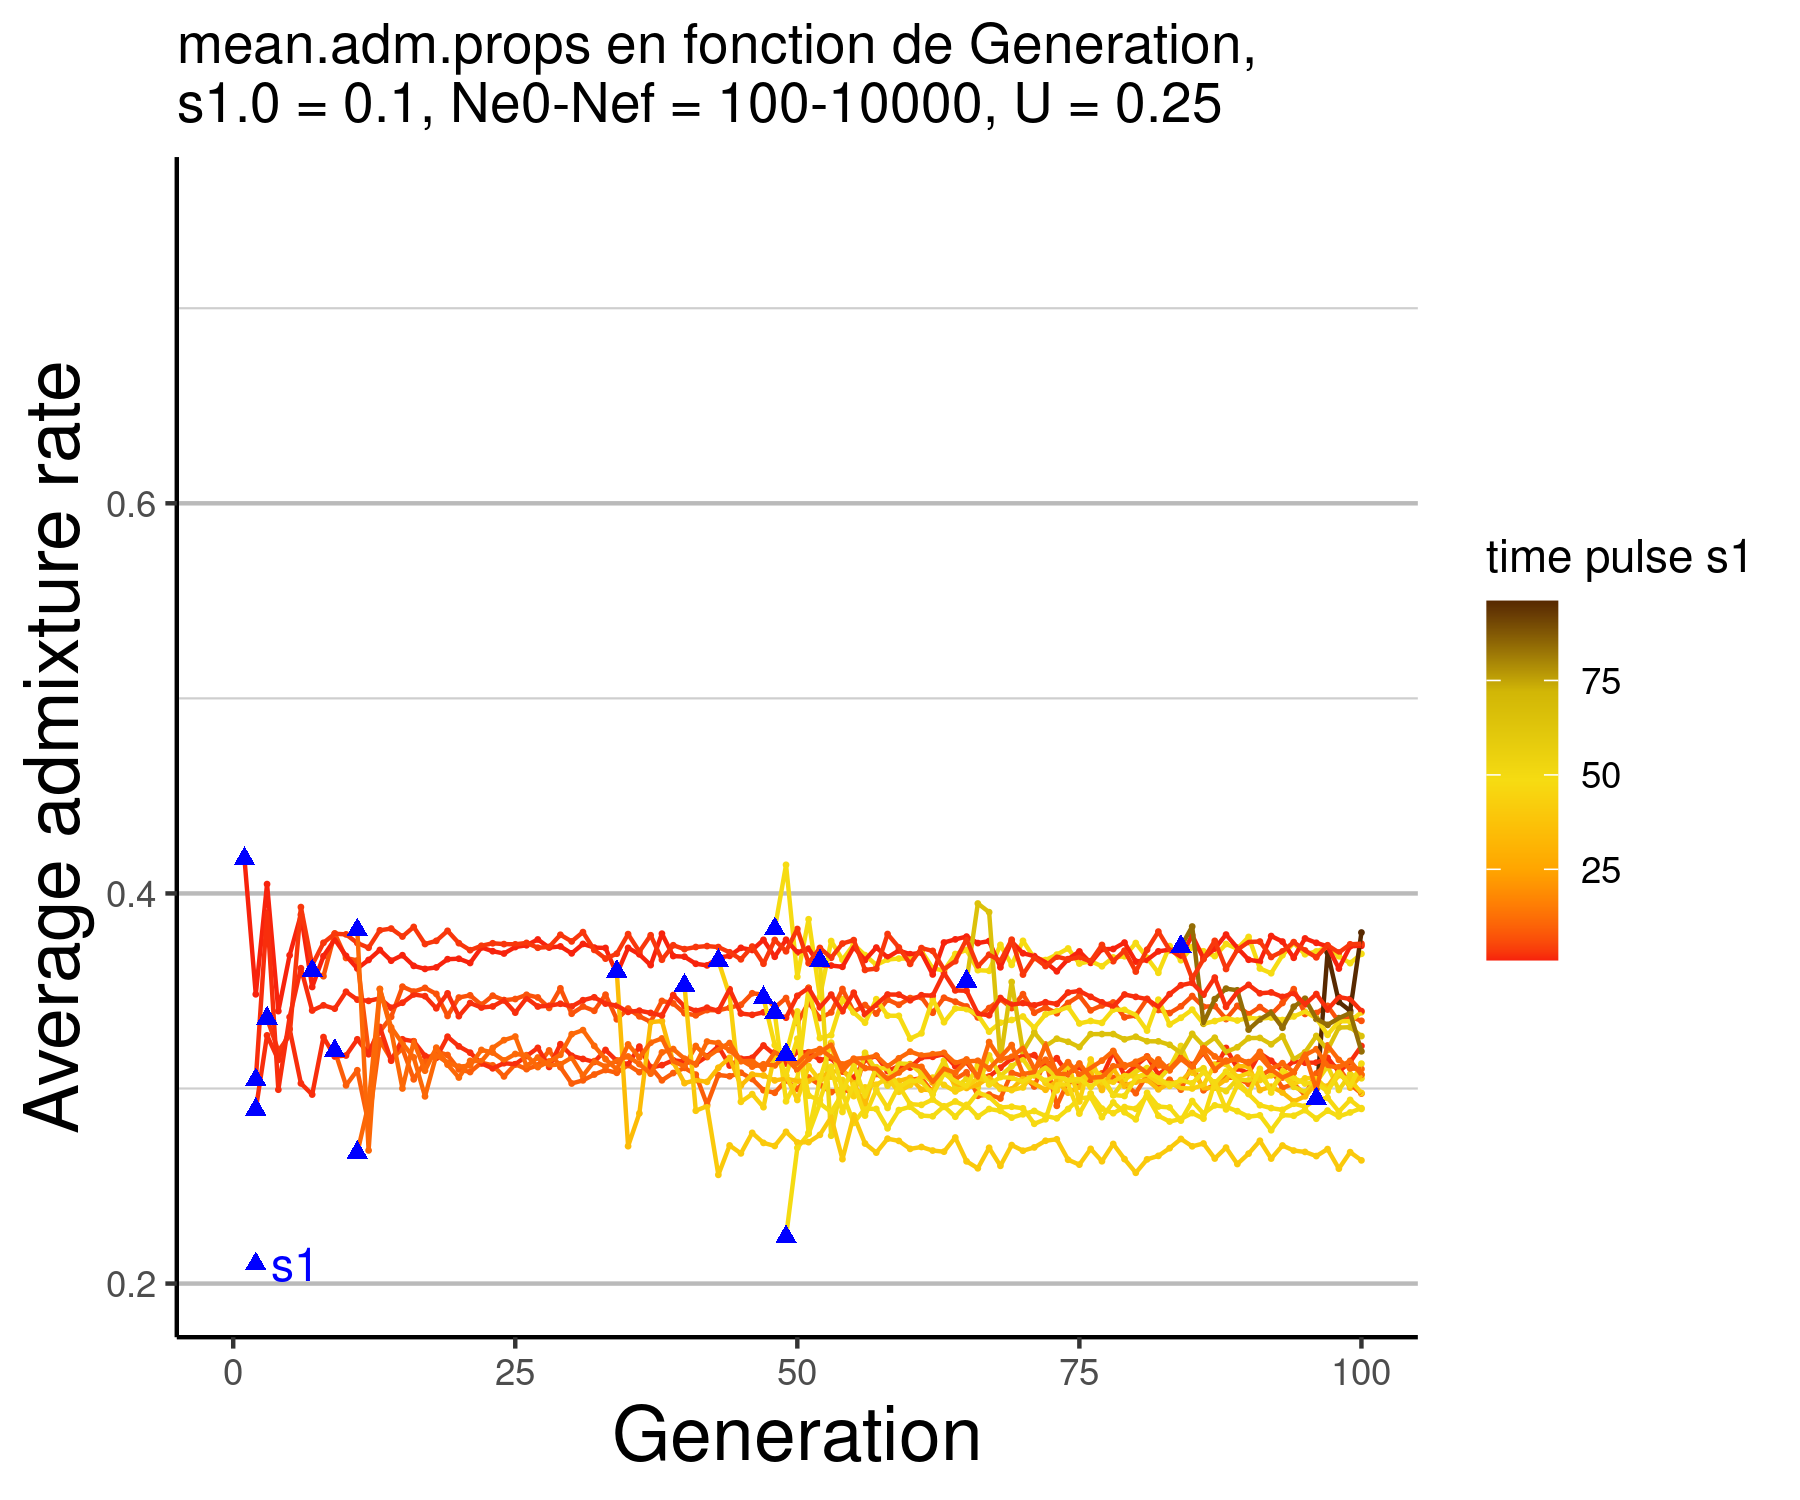 mean.adm.props en fonction de Generation,
s1.0 = 0.1, Ne0-Nef = 100-10000, U = 0.25
Average admixture rate
0.6
0.4
0.2
s1
0 25 50 75 100
Generation
time pulse s1
75
50
25